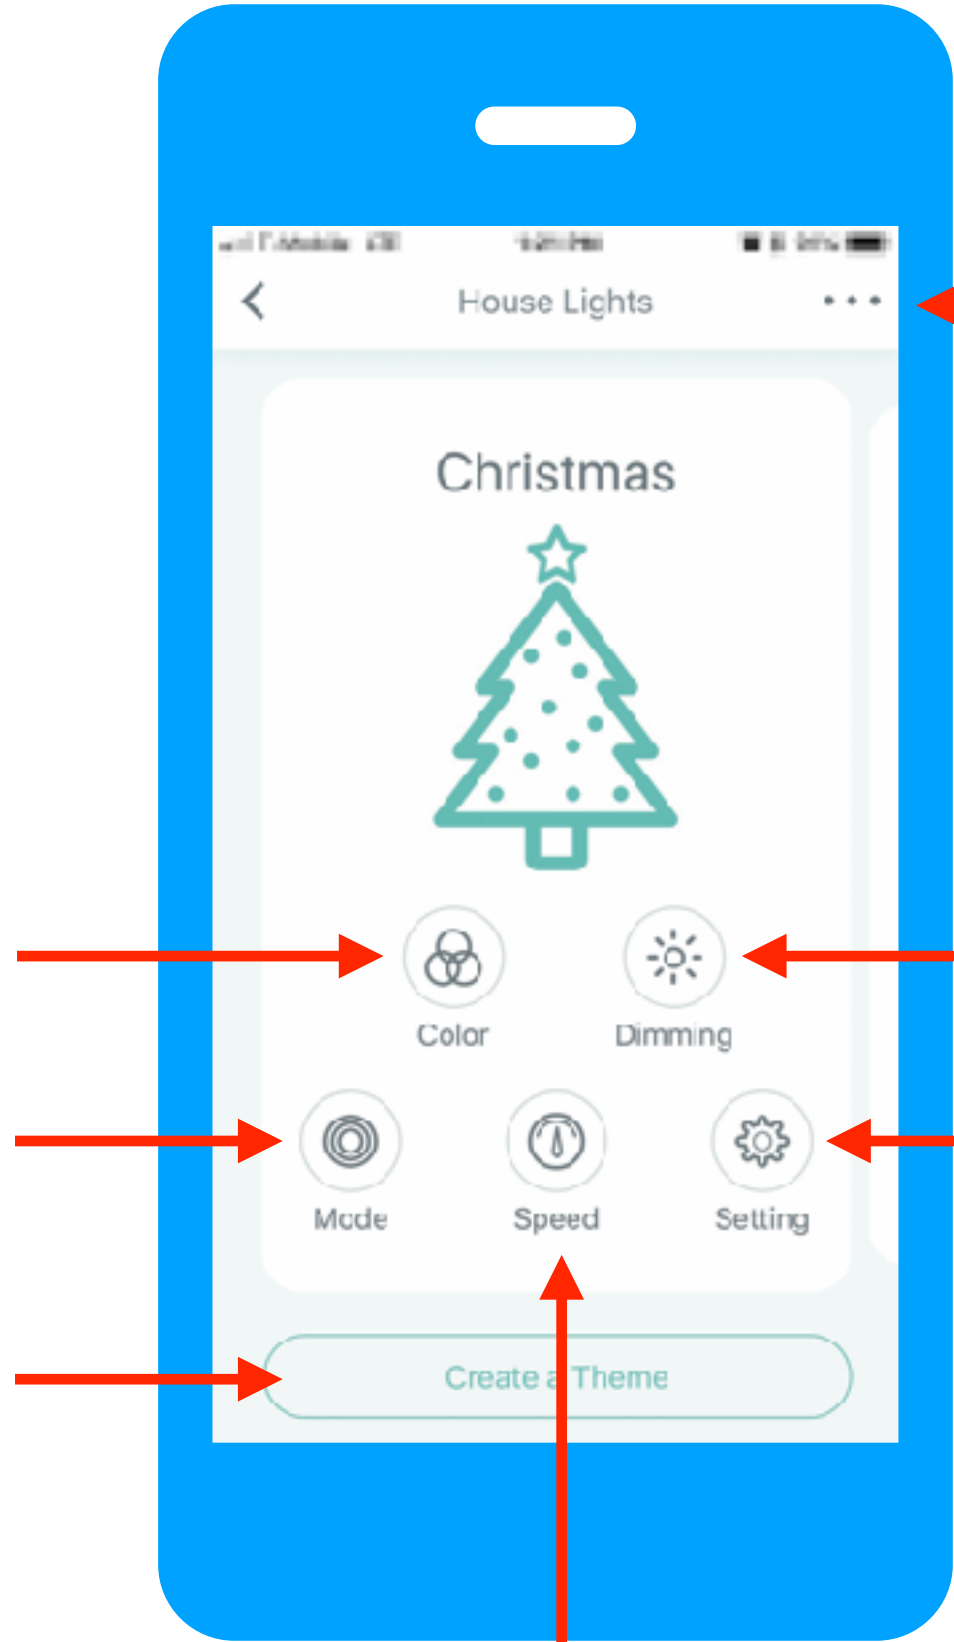 House Lights
Christmas
Color Dimming
Mode Speed Setting
Create a Theme